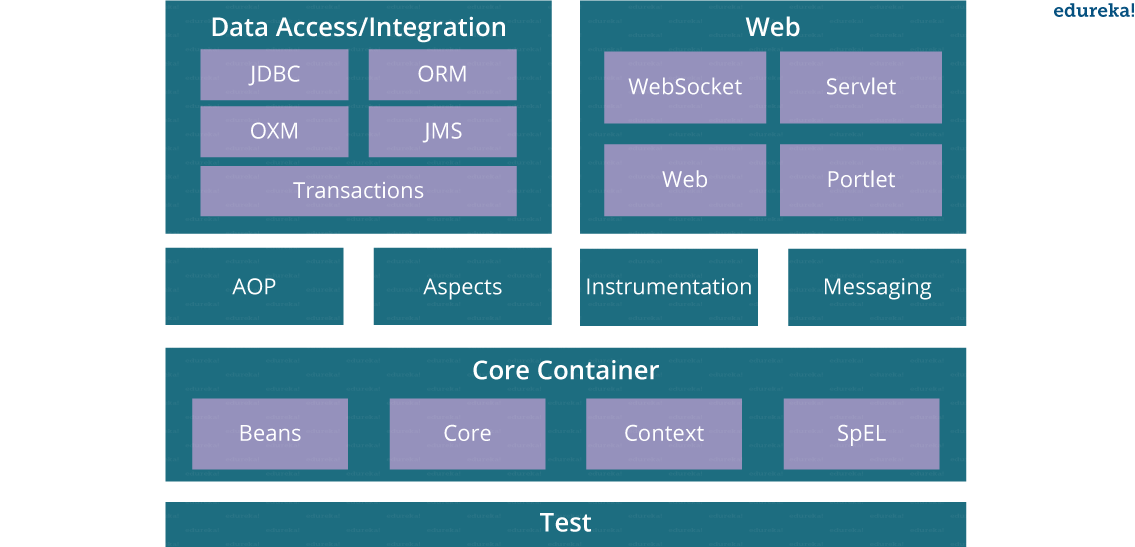 edureka!
Data Access/Integration
JDBC
ORM
OXM
JMS
Transactions
Web
WebSocket
Servlet
Web
Portlet
AOP
Aspects
Instrumentation
Messaging
Core Container
Beans
Core
Context
SpEL
Test